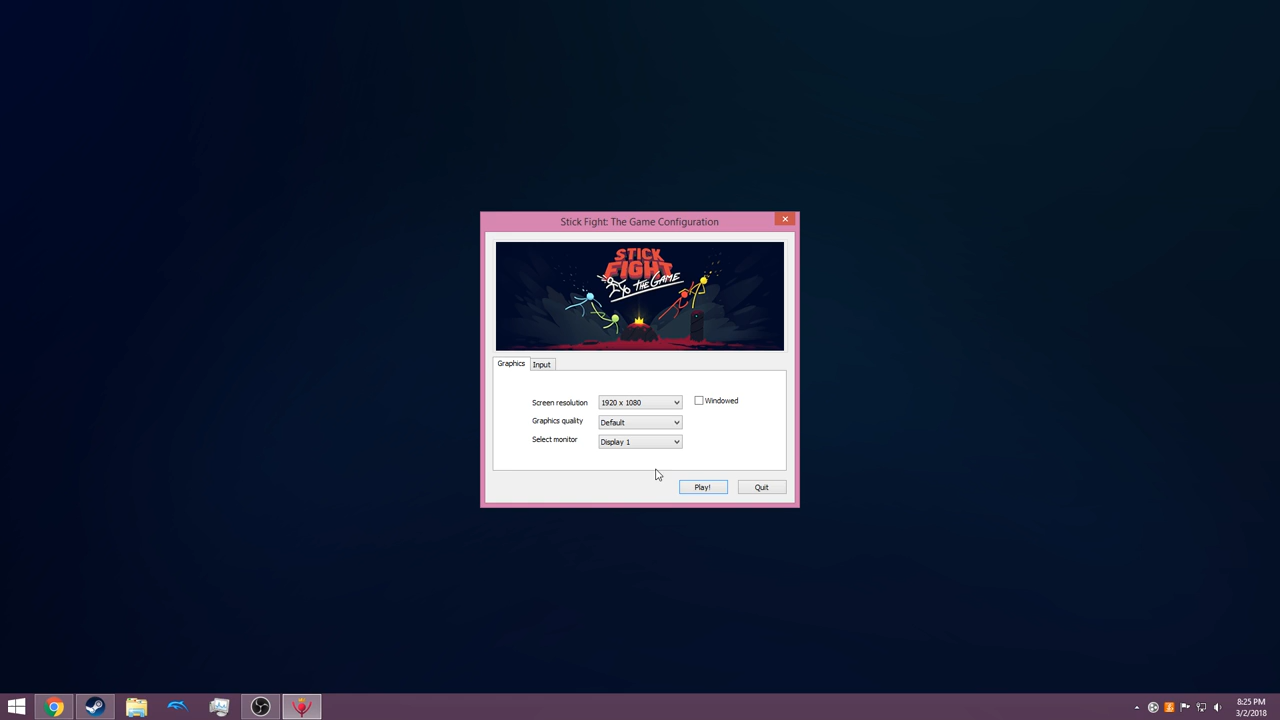 Stick Fight: The Game Configuration
STICK
FIGHT
THE GAME
Graphics
Input
Screen resolution
1920 x 1080
Windowed
Graphics quality
Default
Select monitor
Display 1
Play!
Quit
8:25 PM
3/2/2018